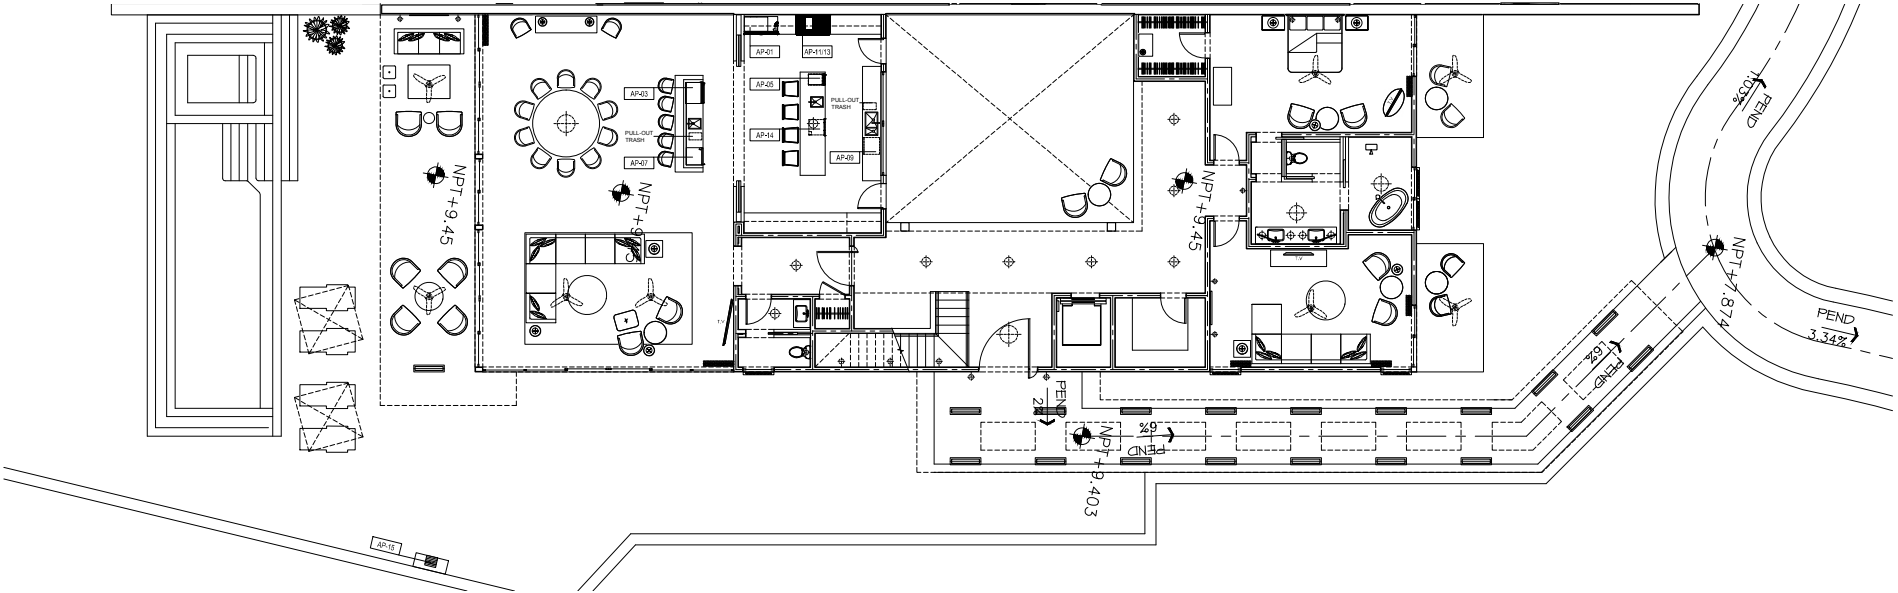 AP-01
AP-11/13
AP-03
AP-05
PULL-OUT
TRASH
PULL-OUT
TRASH
AP-14
AP-07
AP-09
NPT+9.45
NPT+9.45
NPT+9.45
T.V
T.V
1.03%
PEND
NPT+7.874
PEND
3.34%
6%
PEND
PEND
2%
6%
PEND
NPT+9.403
AP-15